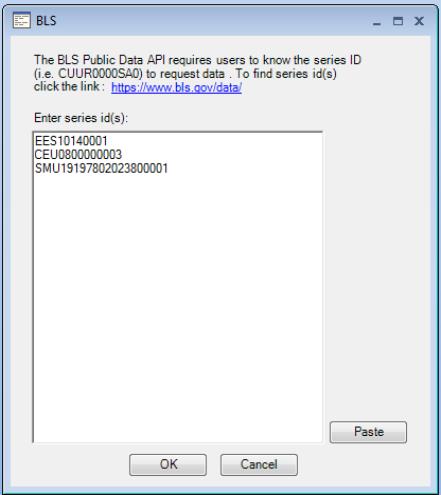 BLS
The BLS Public Data API requires users to know the series ID
(i.e. CUUR0000SA0) to request data . To find series id(s)
click the link : https://www.bls.gov/data/
Enter series id(s):
EES10140001
CEU0800000003
SMU19197802023800001
Paste
OK Cancel